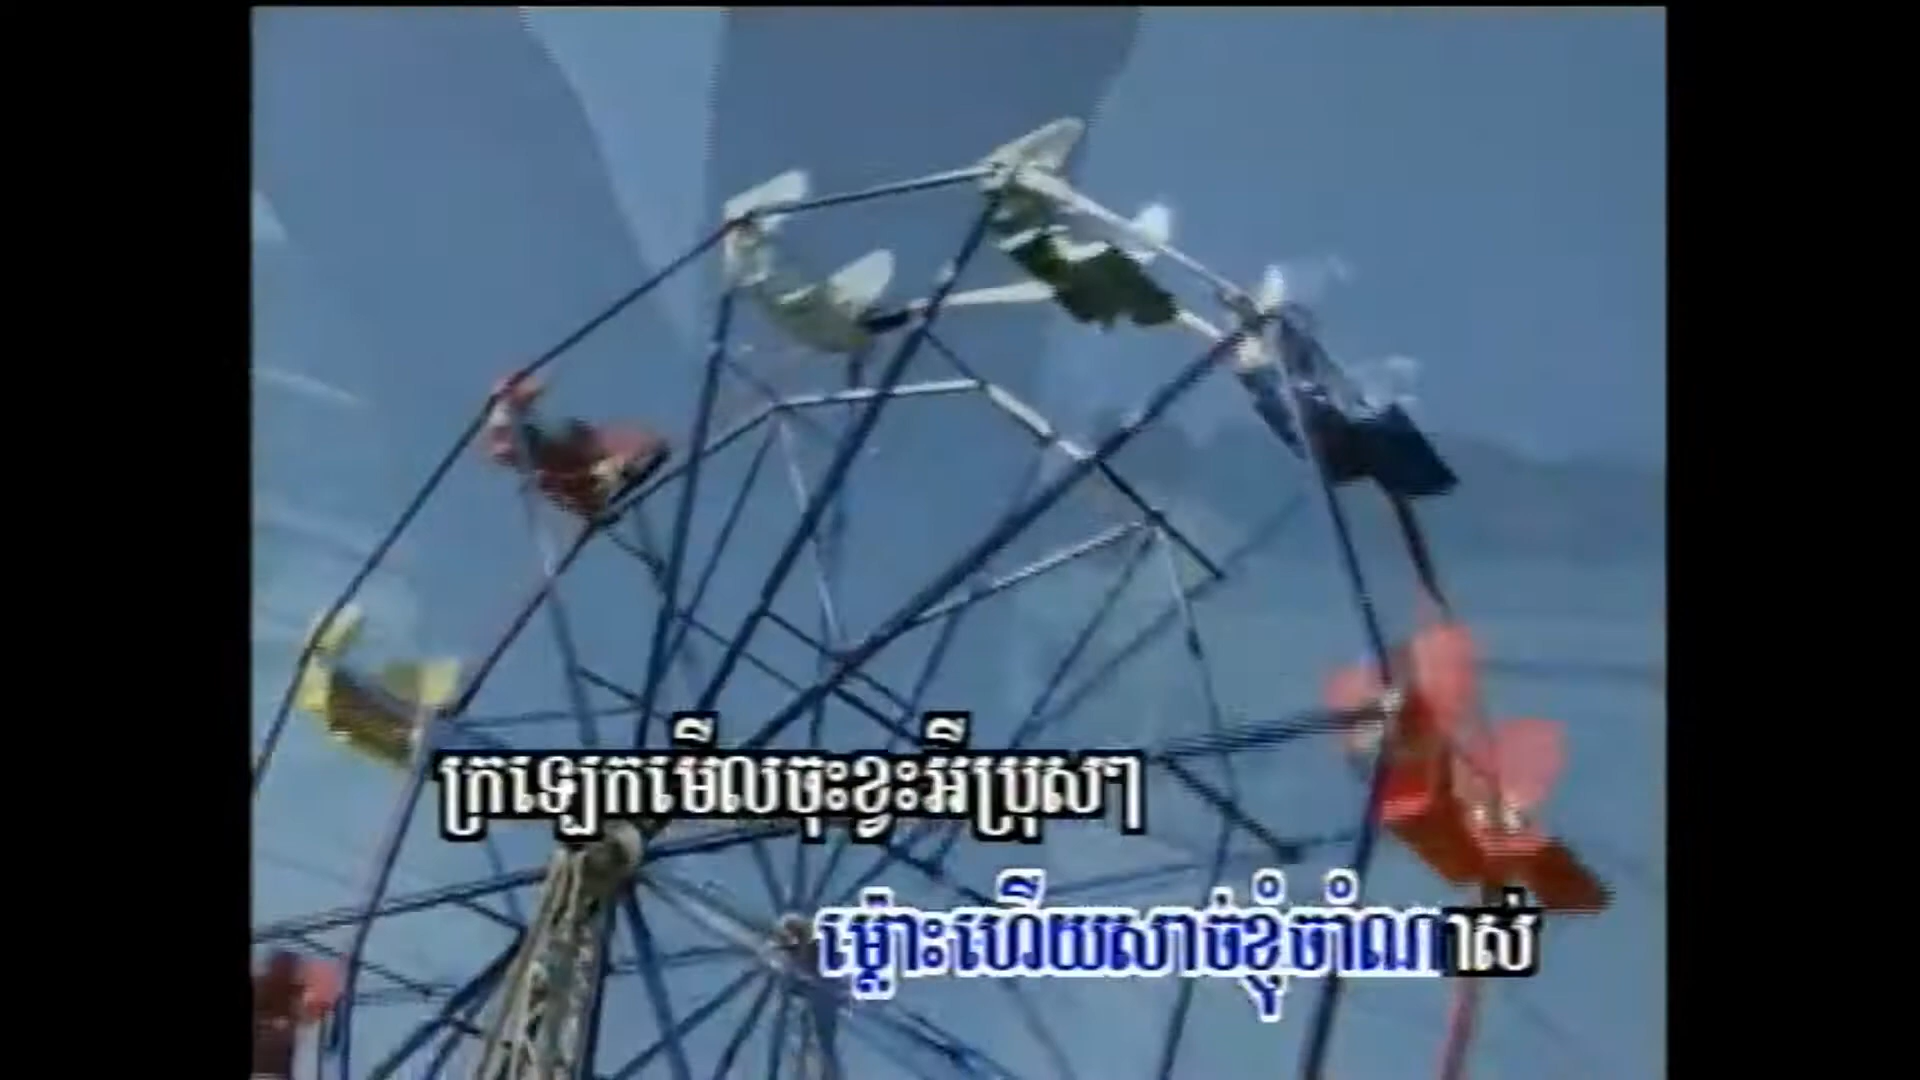 ក្រឡេកមើលចុះខ្វះអីប្រុសៗ
ម្ល៉ោះហើយសាច់ខ្ញុំចាំណាស់